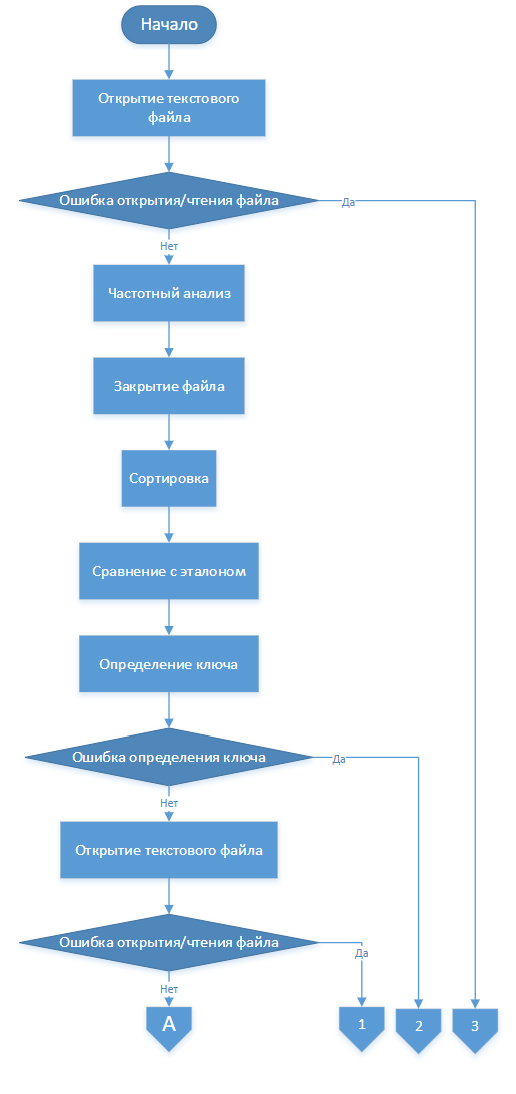 Начало
Открытие текстового
файла
Ошибка открытия/чтения файла
Да
Нет
Частотный анализ
Закрытие файла
Сортировка
Сравнение с эталоном
Определение ключа
Ошибка определения ключа
Да
Нет
Открытие текстового файла
Ошибка открытия/чтения файла
Да
Нет
А
1
2
3